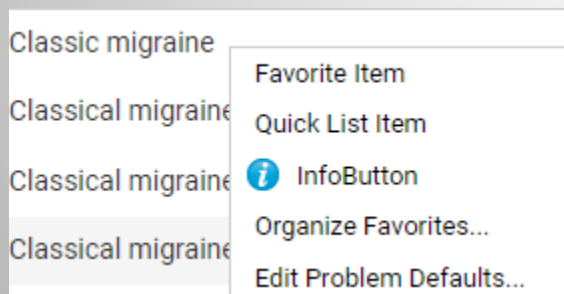 Classic migraine
Classical migraine
Classical migraine
Classical migraine
Favorite Item
Quick List Item
InfoButton
Organize Favorites...
Edit Problem Defaults...